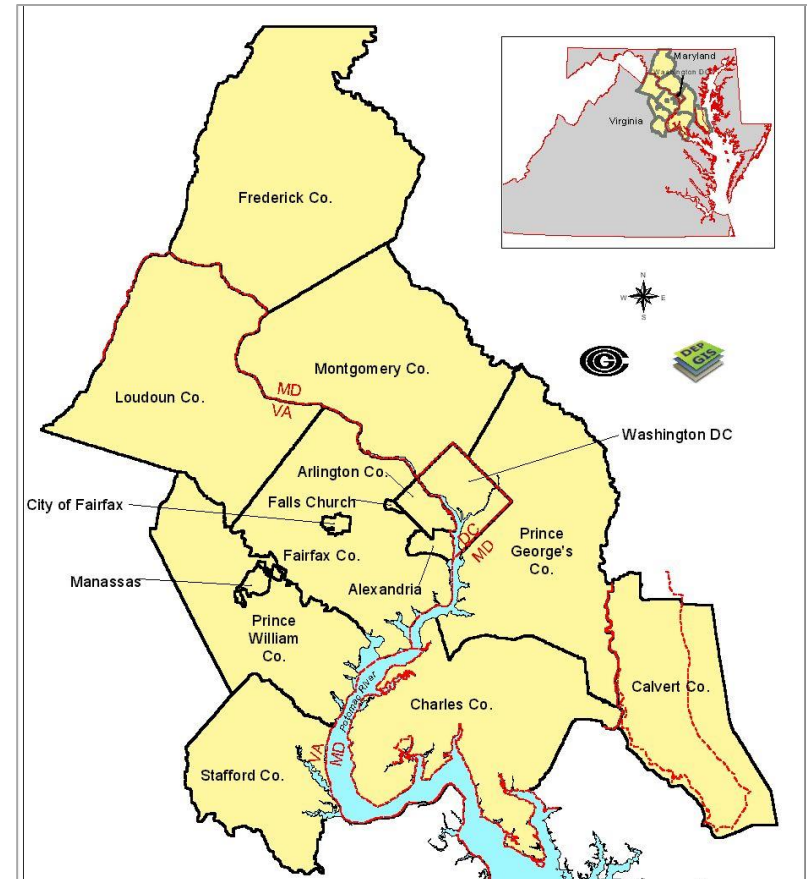 Maryland
Washington DC
Virginia
N
W
E
S
Frederick Co.
DEP
GIS
Montgomery Co.
Loudoun Co.
MD
VA
Washington DC
Arlington Co.
City of Fairfax
Falls Church
DC
MD
Prince
George's
Co.
Fairfax Co.
Manassas
Alexandria
Prince
William
Co.
Potomac River
Calvert Co.
Charles Co.
VA
MD
Stafford Co.